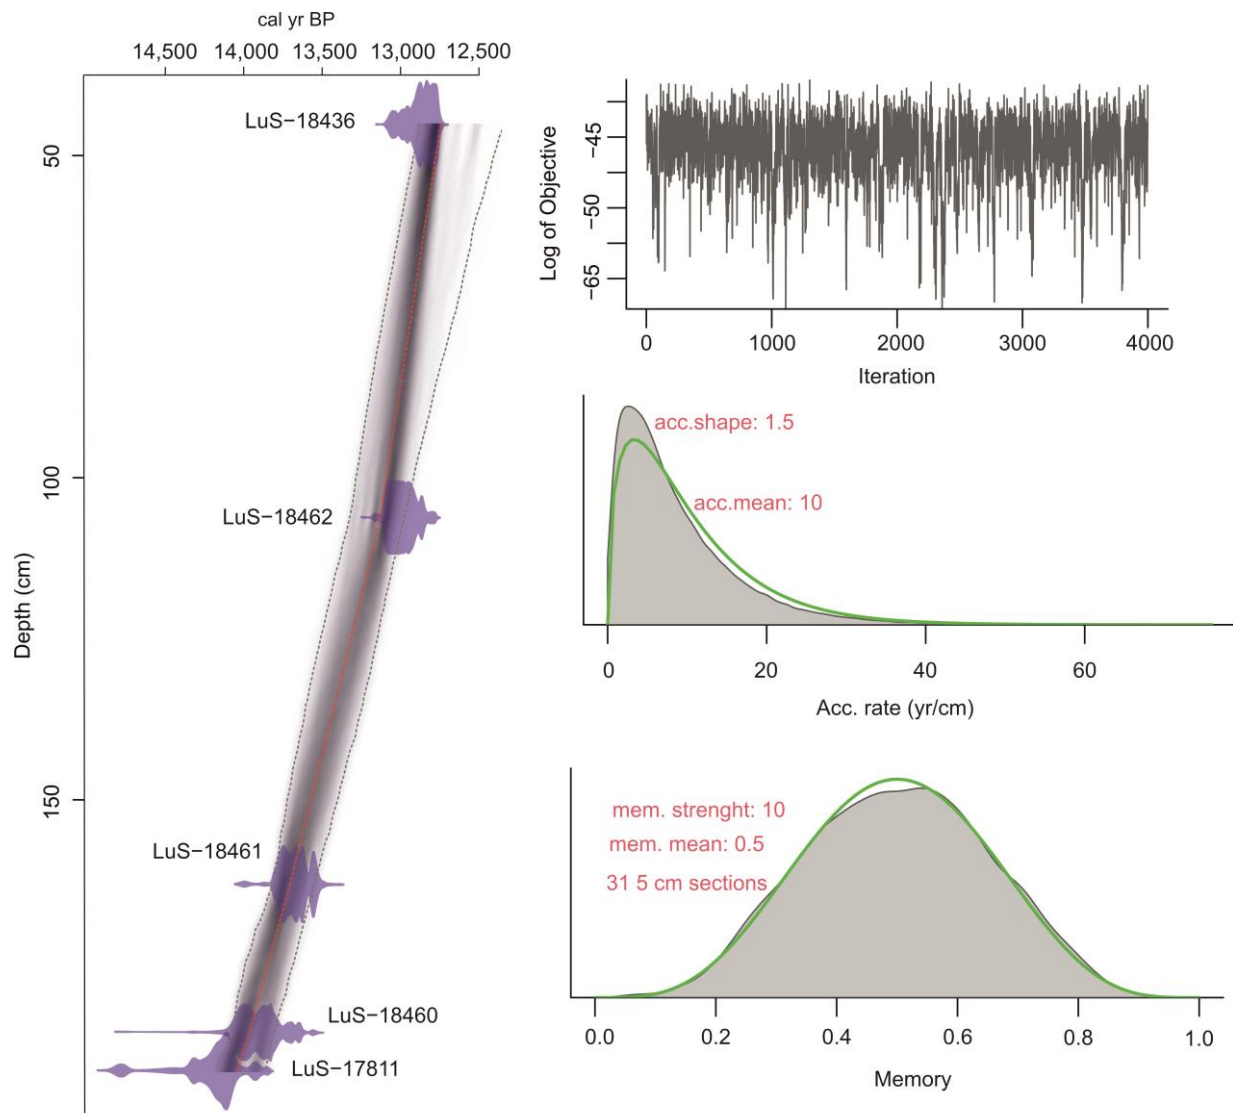 cal yr BP
14,500 14,000 13,500 13,000 12,500
LuS−18436
50
100
LuS−18462
Depth (cm)
150
LuS−18461
LuS−18460
LuS−17811
Log of Objective
−45
−50
−65
0 1000 2000 3000 4000
Iteration
acc.shape: 1.5
acc.mean: 10
0 20 40 60
Acc. rate (yr/cm)
mem. strenght: 10
mem. mean: 0.5
31 5 cm sections
0.0 0.2 0.4 0.6 0.8 1.0
Memory